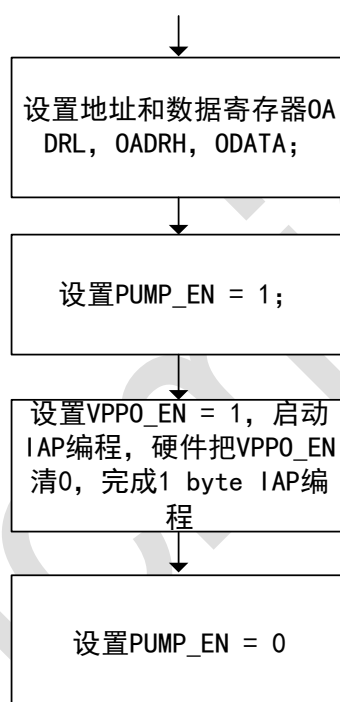 设置地址和数据寄存器OA
DRL, OADRH, ODATA;
设置PUMP_EN = 1;
设置VPPO_EN = 1, 启动
IAP编程, 硬件把VPPO_EN
清0, 完成1 byte IAP编
程
设置PUMP_EN = 0